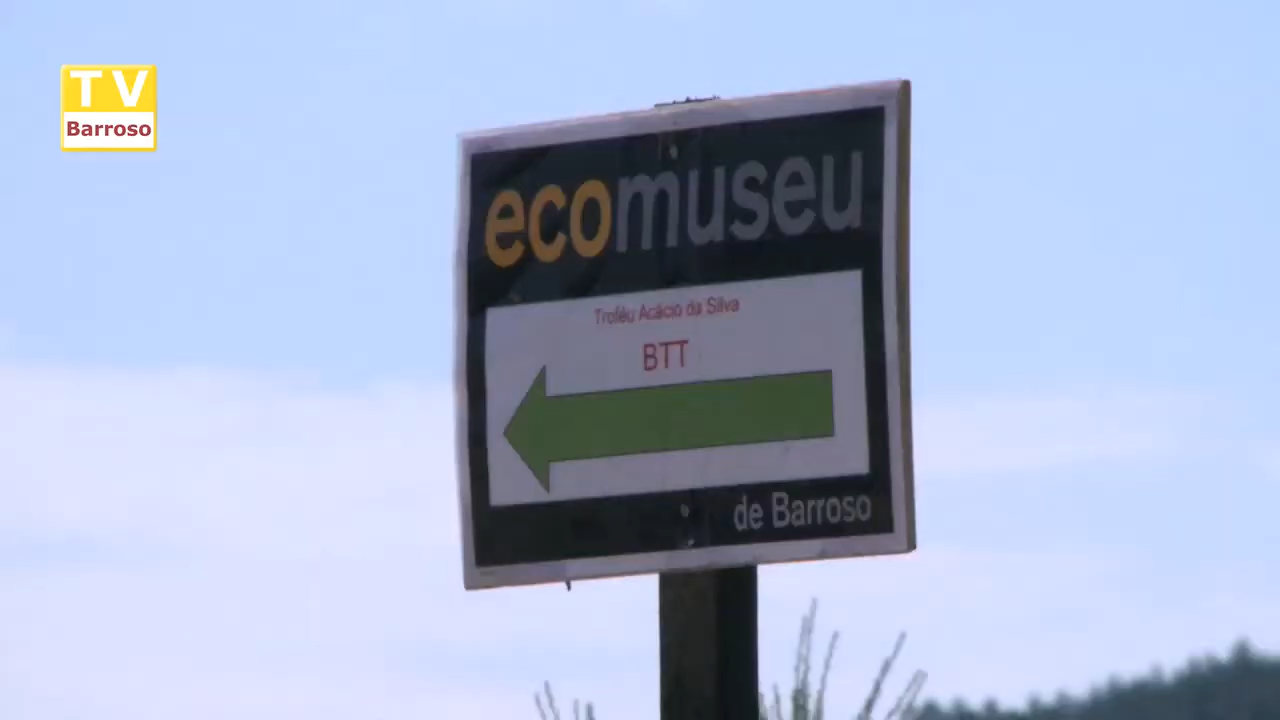 TV
Barroso
ecomuseu
Troféu Acácio da Silva
BTT
de Barroso